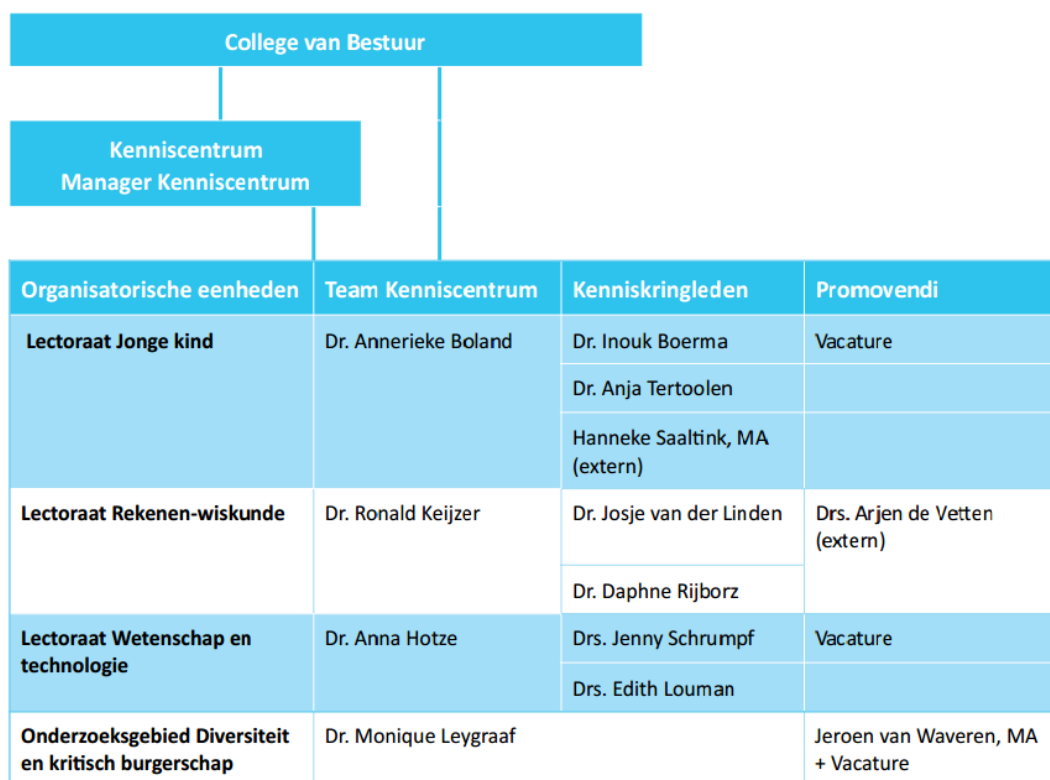 College van Bestuur
Kenniscentrum
Manager Kenniscentrum
Organisatorische eenheden
Team Kenniscentrum
Kenniskringleden
Promovendi
Lectoraat Jonge kind
Dr. Annerieke Boland
Dr. Inouk Boerma
Vacature
Dr. Anja Tertoolen
Hanneke Saaltink, MA
(extern)
Lectoraat Rekenen-wiskunde
Dr. Ronald Keijzer
Dr. Josje van der Linden
Drs. Arjen de Vetten
(extern)
Dr. Daphne Rijborz
Lectoraat Wetenschap en
technologie
Dr. Anna Hotze
Drs. Jenny Schrumpf
Vacature
Drs. Edith Louman
Onderzoeksgebied Diversiteit
en kritisch burgerschap
Dr. Monique Leygraaf
Jeroen van Waveren, MA
+ Vacature